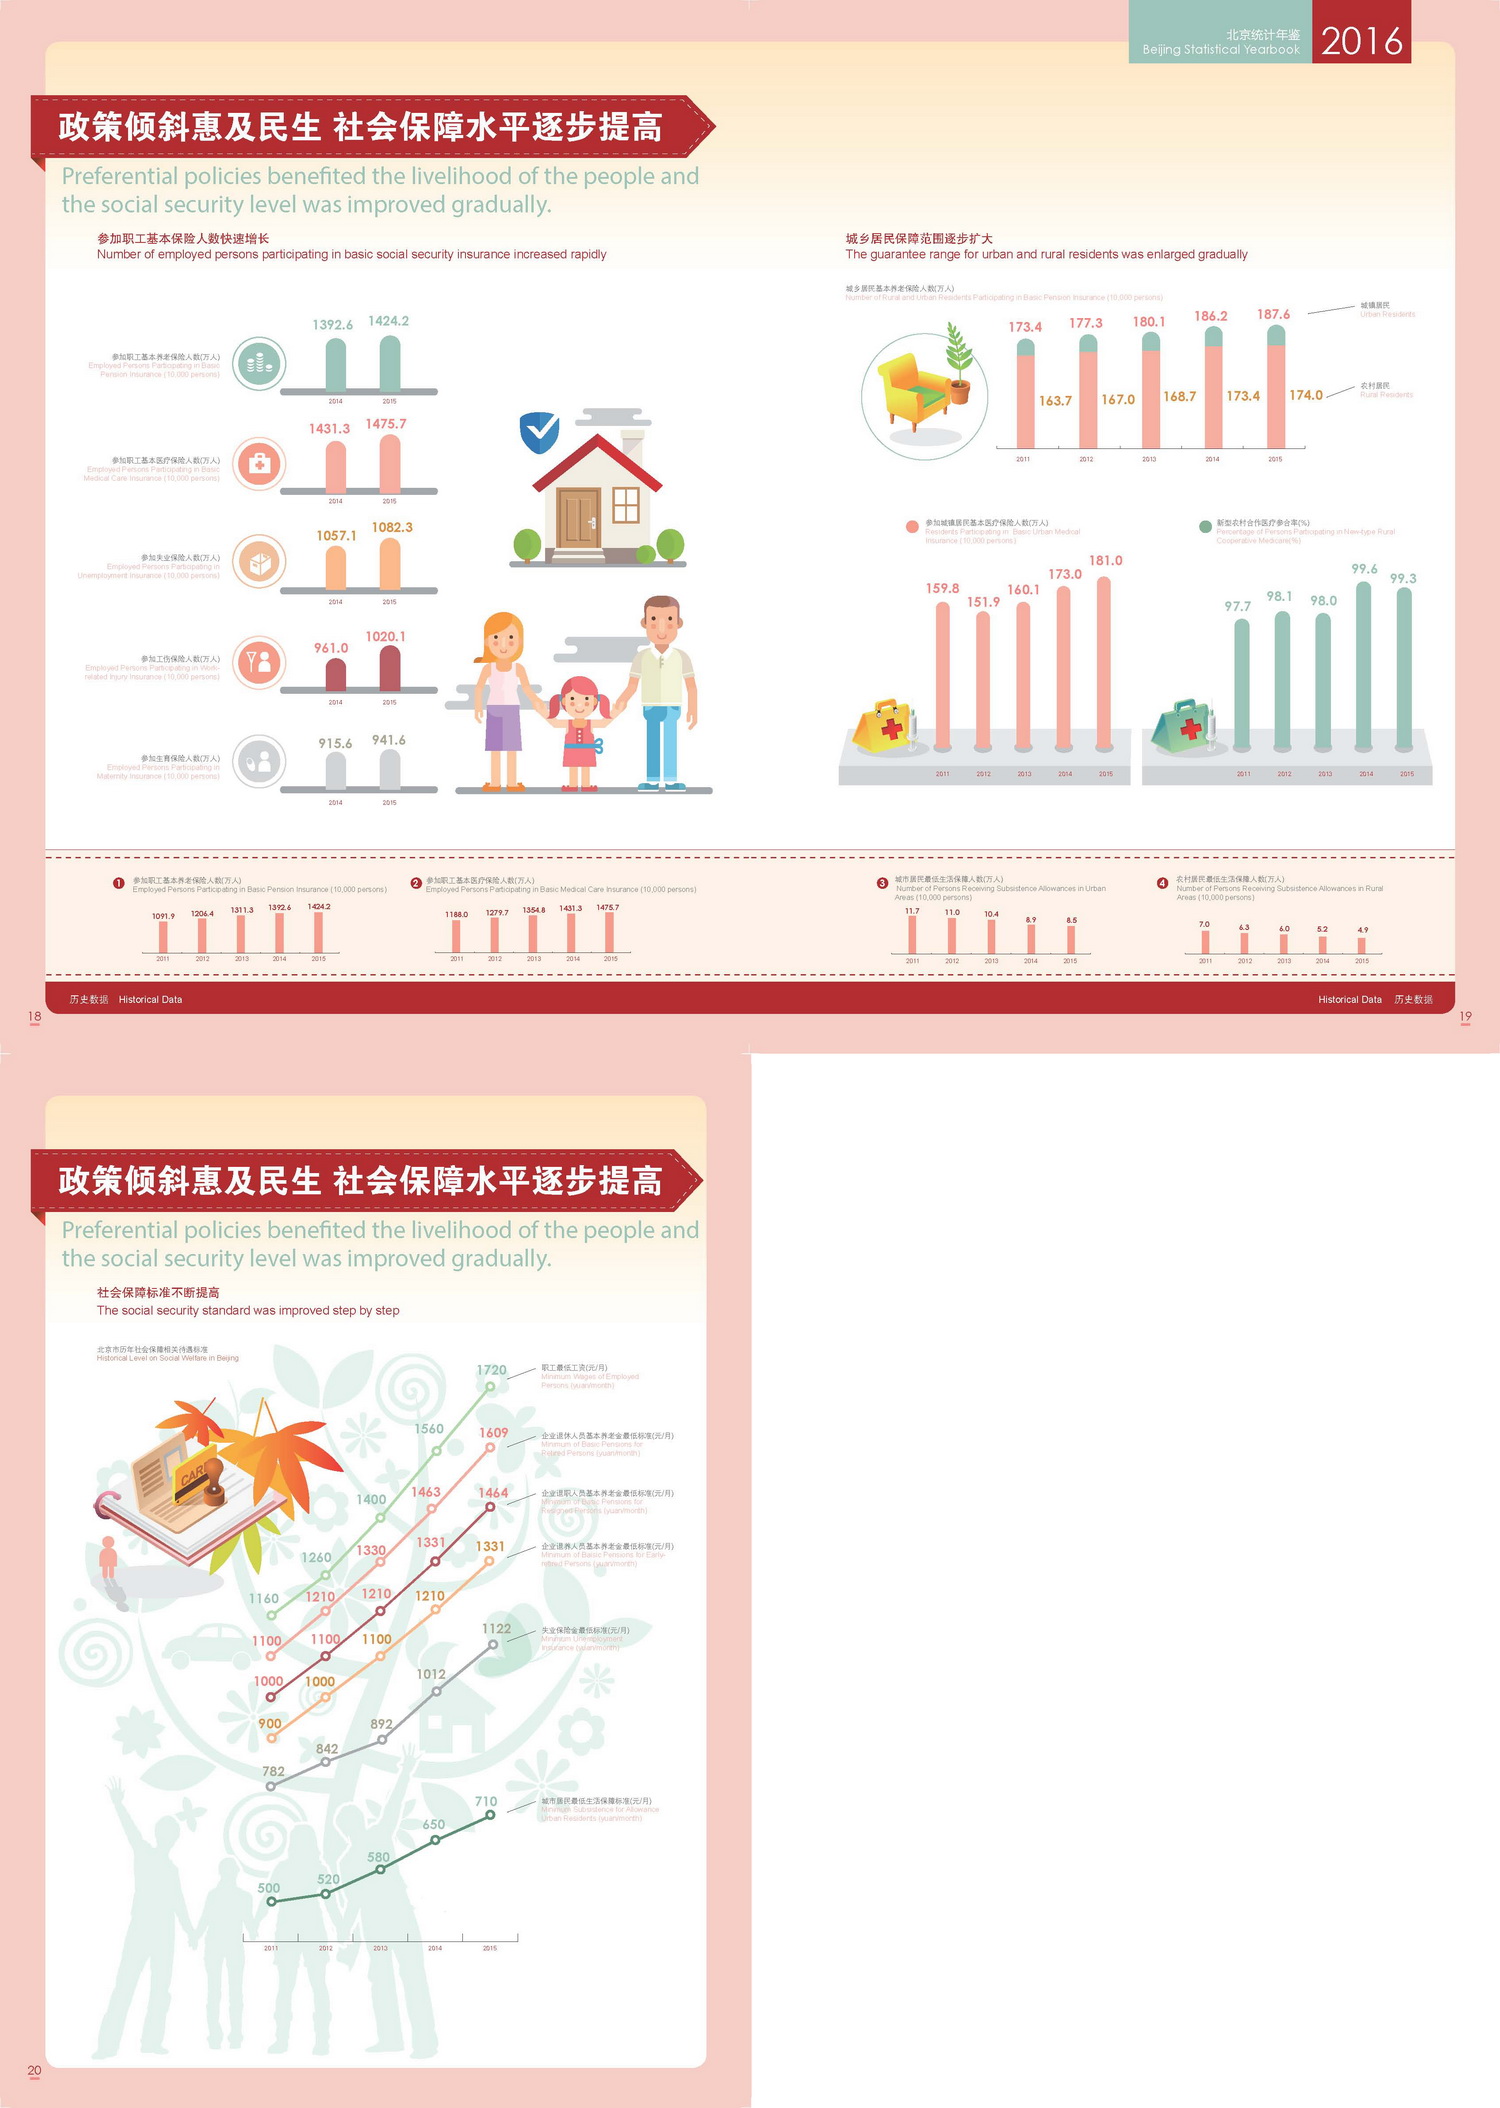 北京统计年鉴
Beijing Statistical Yearbook
2016
政策倾斜惠及民生 社会保障水平逐步提高
Preferential policies benefited the livelihood of the people and
the social security level was improved gradually.
参加职工基本保险人数快速增长
Number of employed persons participating in basic social security insurance increased rapidly
参加职工基本养老保险人数(万人)
Employed Persons Participating in Basic
Pension Insurance (10,000 persons)
1392.6 1424.2
2014 2015
参加职工基本医疗保险人数(万人)
Employed Persons Participating in Basic
Medical Care Insurance (10,000 persons)
1431.3 1475.7
2014 2015
参加失业保险人数(万人)
Employed Persons Participating in
Unemployment Insurance (10,000 persons)
1057.1 1082.3
2014 2015
参加工伤保险人数(万人)
Employed Persons Participating in Work-
related Injury Insurance (10,000 persons)
961.0 1020.1
2014 2015
参加生育保险人数(万人)
Employed Persons Participating in
Maternity Insurance (10,000 persons)
915.6 941.6
2014 2015
城乡居民保障范围逐步扩大
The guarantee range for urban and rural residents was enlarged gradually
城乡居民基本养老保险人数(万人)
Number of Rural and Urban Residents Participating in Basic Pension Insurance (10,000 persons)
173.4 177.3 180.1 186.2 187.6
城镇居民
Urban Residents
163.7 167.0 168.7 173.4 174.0
农村居民
Rural Residents
2011 2012 2013 2014 2015
参加城镇居民基本医疗保险人数(万人)
Residents Participating in Basic Urban Medical
Insurance (10,000 persons)
159.8 151.9 160.1 173.0 181.0
2011 2012 2013 2014 2015
新型农村合作医疗参合率(%)
Percentage of Persons Participating in New-type Rural
Cooperative Medicare(%)
97.7 98.1 98.0 99.6 99.3
2011 2012 2013 2014 2015
1 参加职工基本养老保险人数(万人)
Employed Persons Participating in Basic Pension Insurance (10,000 persons)
1091.9 1206.4 1311.3 1392.6 1424.2
2011 2012 2013 2014 2015
2 参加职工基本医疗保险人数(万人)
Employed Persons Participating in Basic Medical Care Insurance (10,000 persons)
1188.0 1279.7 1354.8 1431.3 1475.7
2011 2012 2013 2014 2015
3 城市居民最低生活保障人数(万人)
Number of Persons Receiving Subsistence Allowances in Urban
Areas (10,000 persons)
11.7 11.0 10.4 8.9 8.5
2011 2012 2013 2014 2015
4 农村居民最低生活保障人数(万人)
Number of Persons Receiving Subsistence Allowances in Rural
Areas (10,000 persons)
7.0 6.3 6.0 5.2 4.9
2011 2012 2013 2014 2015
历史数据 Historical Data
Historical Data 历史数据
18
19
政策倾斜惠及民生 社会保障水平逐步提高
Preferential policies benefited the livelihood of the people and
the social security level was improved gradually.
社会保障标准不断提高
The social security standard was improved step by step
北京市历年社会保障相关待遇标准
Historical Level on Social Welfare in Beijing
CARD
1160 1260 1400 1560 1720
职工最低工资(元/月)
Minimum Wages of Employed
Persons (yuan/month)
1100 1210 1330 1463 1609
企业退休人员基本养老金最低标准(元/月)
Minimum of Basic Pensions for
Retired Persons (yuan/month)
1000 1100 1210 1331 1464
企业退职人员基本养老金最低标准(元/月)
Minimum of Basic Pensions for
Resigned Persons (yuan/month)
900 1000 1100 1210 1331
企业退养人员基本养老金最低标准(元/月)
Minimum of Basic Pensions for Early-
retired Persons (yuan/month)
782 842 892 1012 1122
失业保险金最低标准(元/月)
Minimum Unemployment
Insurance (yuan/month)
500 520 580 650 710
城市居民最低生活保障标准(元/月)
Minimum Subsistence for Allowance
Urban Residents (yuan/month)
2011 2012 2013 2014 2015
20